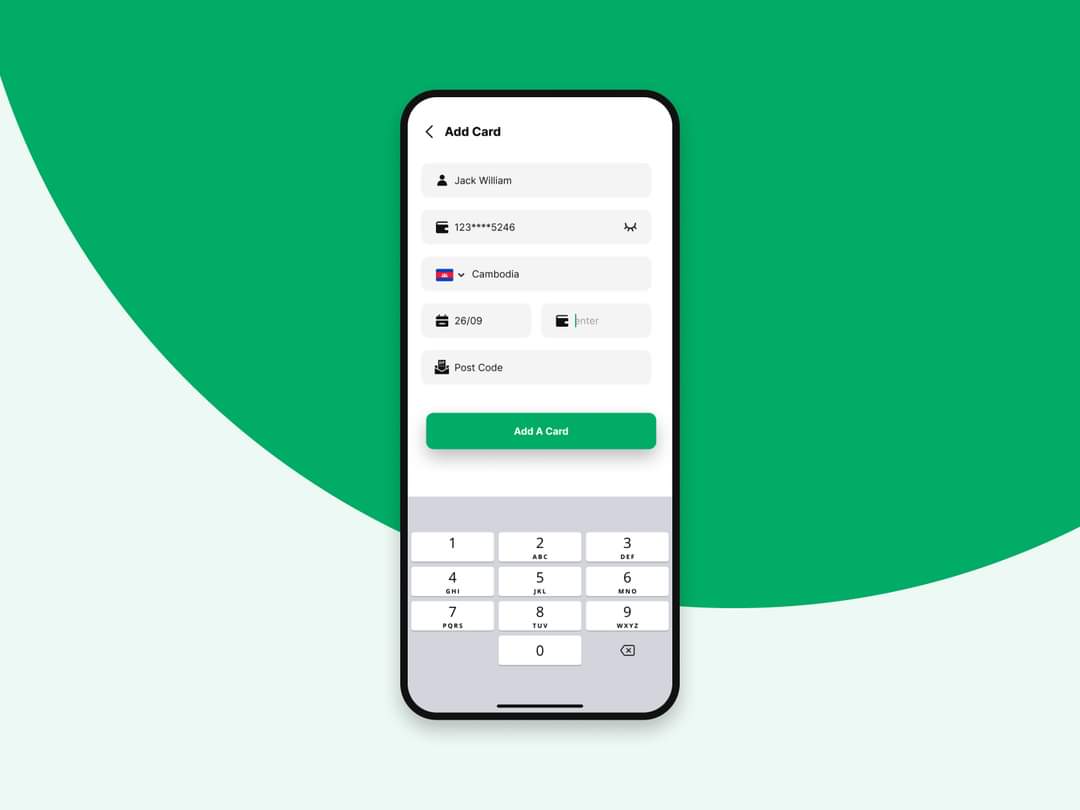 Add Card
Jack William
123****5246
Cambodia
26/09
enter
Post Code
Add A Card
1
2
3
ABC
DEF
4
5
6
GHI
JKL
MNO
7
8
9
PQRS
TUV
WXYZ
0